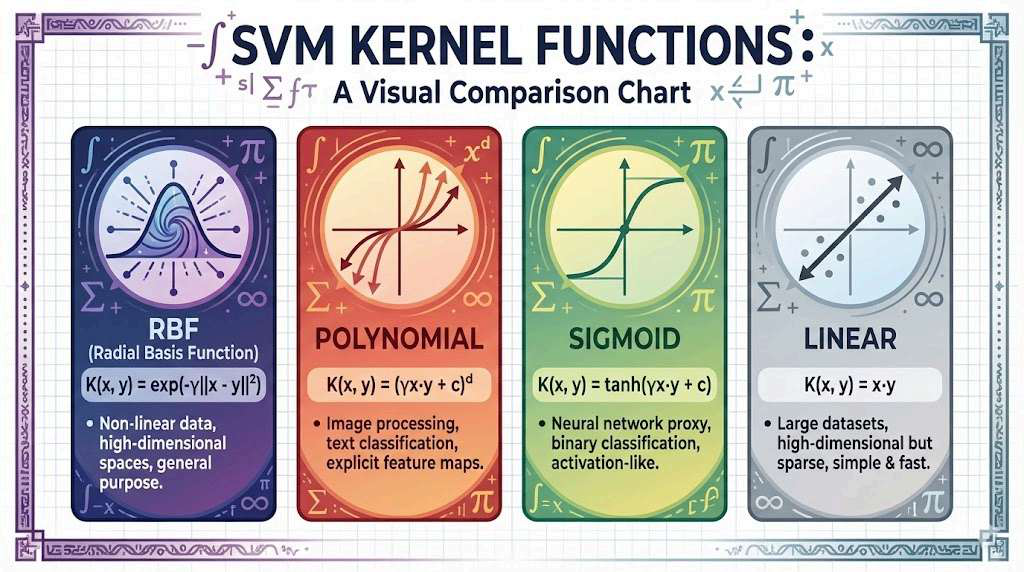 SVM KERNEL FUNCTIONS:
A Visual Comparison Chart
RBF
(Radial Basis Function)
K(x, y) = exp(-γ||x - y||²)
• Non-linear data,
high-dimensional
spaces, general
purpose.
POLYNOMIAL
K(x, y) = (γx·y + c)ᵈ
• Image processing,
text classification,
explicit feature maps.
SIGMOID
K(x, y) = tanh(γx·y + c)
• Neural network proxy,
binary classification,
activation-like.
LINEAR
K(x, y) = x·y
• Large datasets,
high-dimensional but
sparse, simple & fast.